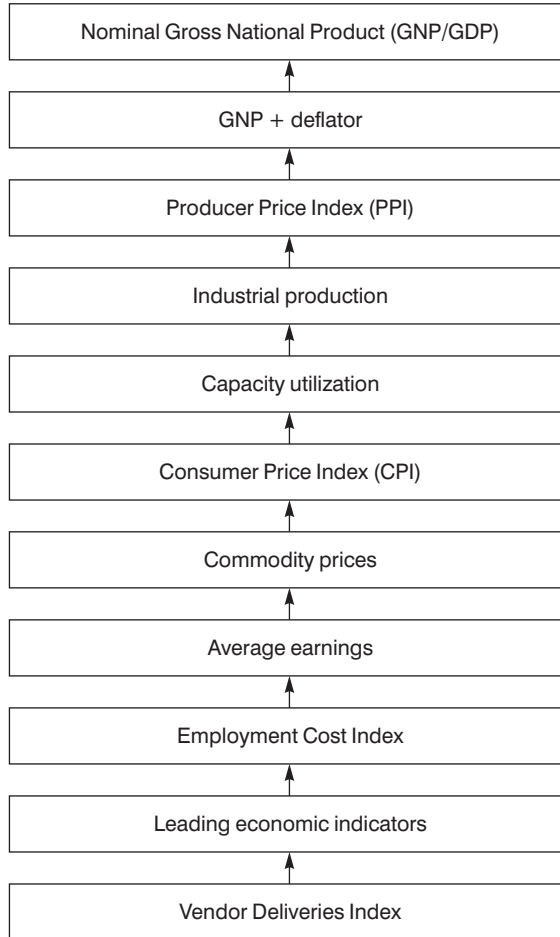 Nominal Gross National Product (GNP/GDP)
GNP + deflator
Producer Price Index (PPI)
Industrial production
Capacity utilization
Consumer Price Index (CPI)
Commodity prices
Average earnings
Employment Cost Index
Leading economic indicators
Vendor Deliveries Index